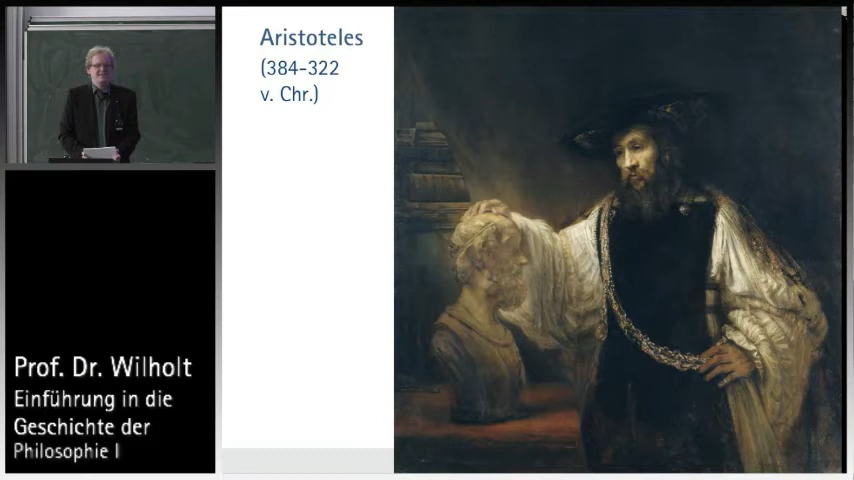 Aristoteles
(384-322
v. Chr.)
Prof. Dr. Wilholt
Einführung in die
Geschichte der
Philosophie I